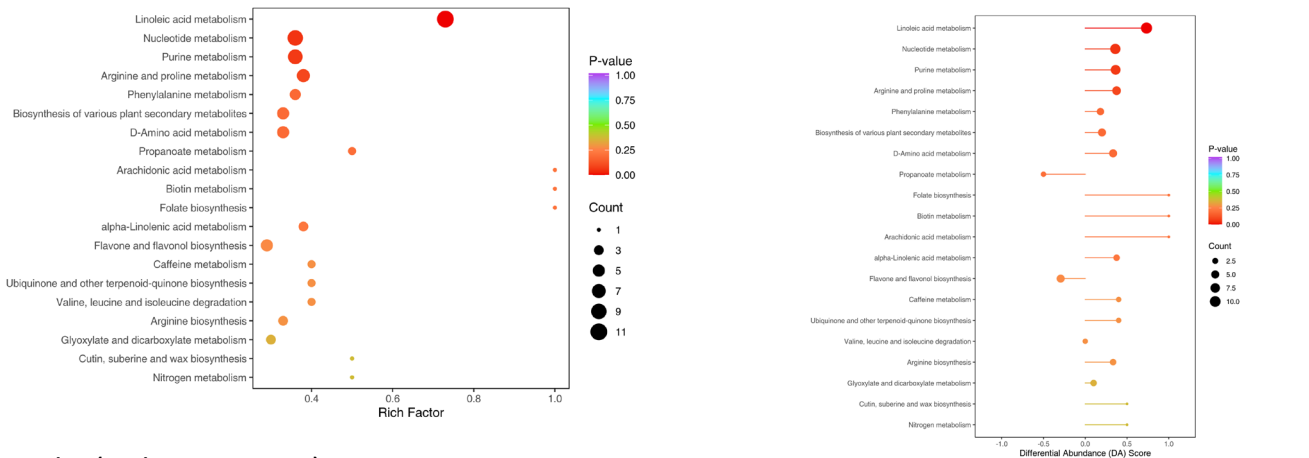 Linoleic acid metabolism
Nucleotide metabolism
Purine metabolism
Arginine and proline metabolism
Phenylalanine metabolism
Biosynthesis of various plant secondary metabolites
D-Amino acid metabolism
Propanoate metabolism
Arachidonic acid metabolism
Biotin metabolism
Folate biosynthesis
alpha-Linolenic acid metabolism
Flavone and flavonol biosynthesis
Caffeine metabolism
Ubiquinone and other terpenoid-quinone biosynthesis
Valine, leucine and isoleucine degradation
Arginine biosynthesis
Glyoxylate and dicarboxylate metabolism
Cutin, suberine and wax biosynthesis
Nitrogen metabolism
0.4 0.6 0.8 1.0
Rich Factor
P-value
1.00
0.75
0.50
0.25
0.00
Count
1
3
5
7
9
11
Linoleic acid metabolism
Nucleotide metabolism
Purine metabolism
Arginine and proline metabolism
Phenylalanine metabolism
Biosynthesis of various plant secondary metabolites
D-Amino acid metabolism
Propanoate metabolism
Folate biosynthesis
Biotin metabolism
Arachidonic acid metabolism
alpha-Linolenic acid metabolism
Flavone and flavonol biosynthesis
Caffeine metabolism
Ubiquinone and other terpenoid-quinone biosynthesis
Valine, leucine and isoleucine degradation
Arginine biosynthesis
Glyoxylate and dicarboxylate metabolism
Cutin, suberine and wax biosynthesis
Nitrogen metabolism
-1.0 -0.5 0.0 0.5 1.0
Differential Abundance (DA) Score
P-value
1.00
0.75
0.50
0.25
0.00
Count
2.5
5.0
7.5
10.0